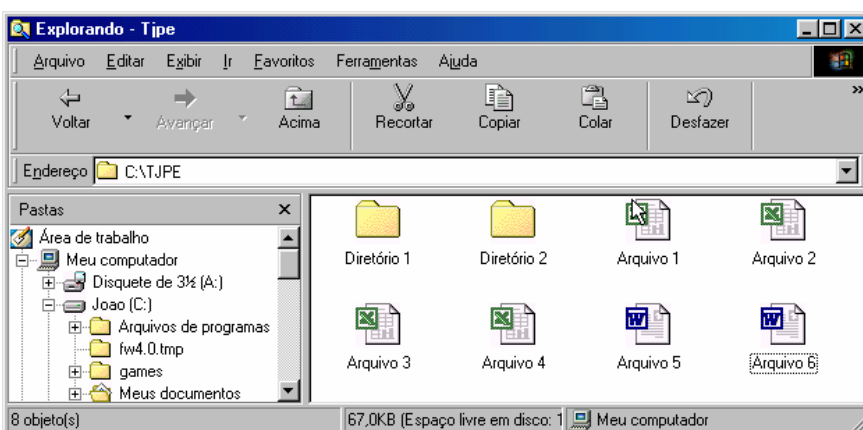 Explorando - Tjpe
Arquivo Editar Exibir Ir Favoritos Ferramentas Ajuda
Voltar Avançar Acima Recortar Copiar Colar Desfazer »
Endereço C:\TJPE
Pastas ×
Área de trabalho
Meu computador
Disquete de 3½ (A:)
Joao (C:)
Arquivos de programas
fw4.0.tmp
games
Meus documentos
Diretório 1 Diretório 2 Arquivo 1 Arquivo 2
Arquivo 3 Arquivo 4 Arquivo 5 Arquivo 6
8 objeto(s) 67,0KB (Espaço livre em disco: 1 Meu computador